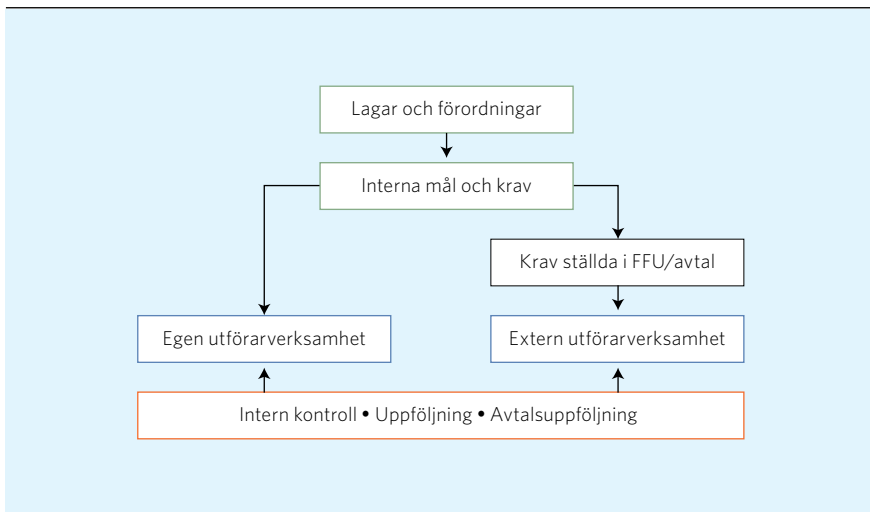 Lagar och förordningar
Interna mål och krav
Krav ställda i FFU/avtal
Egen utförarverksamhet
Extern utförarverksamhet
Intern kontroll • Uppföljning • Avtalsuppföljning